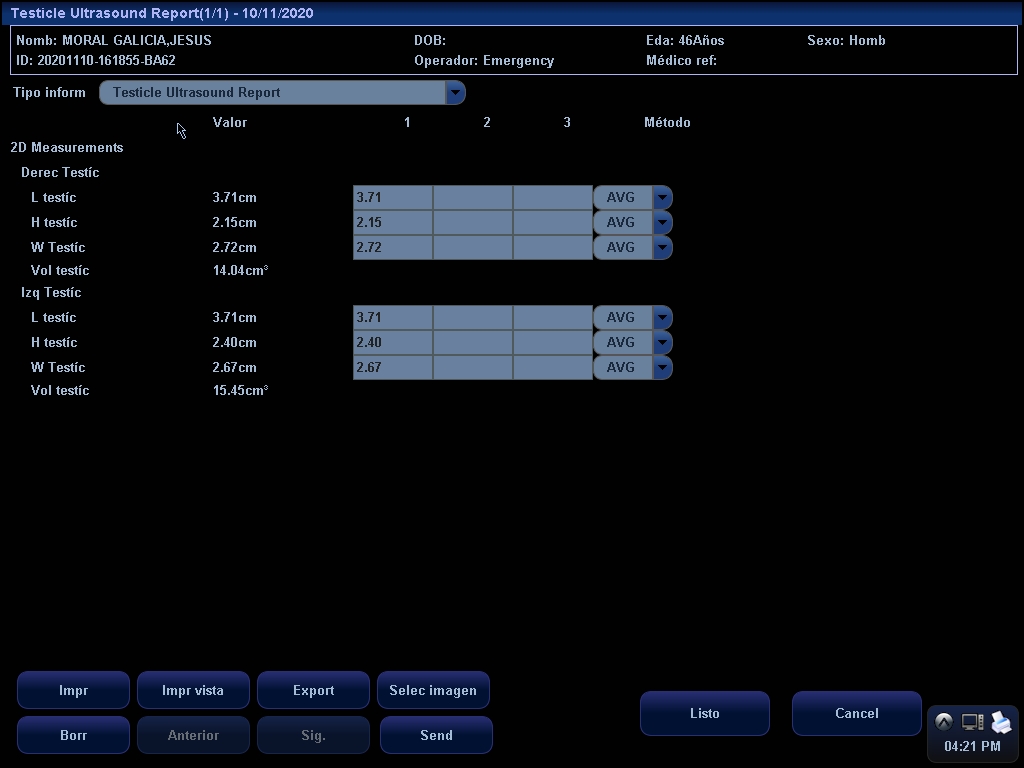 Testicle Ultrasound Report(1/1) - 10/11/2020
Nomb: MORAL GALICIA,JESUS DOB: Eda: 46Años Sexo: Homb
ID: 20201110-161855-BA62 Operador: Emergency Médico ref:
Tipo inform Testicle Ultrasound Report
Valor 1 2 3 Método
2D Measurements
Derec Testíc
L testíc 3.71cm 3.71 AVG
H testíc 2.15cm 2.15 AVG
W Testíc 2.72cm 2.72 AVG
Vol testíc 14.04cm³
Izq Testíc
L testíc 3.71cm 3.71 AVG
H testíc 2.40cm 2.40 AVG
W Testíc 2.67cm 2.67 AVG
Vol testíc 15.45cm³
Impr Impr vista Export Selec imagen
Listo Cancel
Borr Anterior Sig. Send
04:21 PM